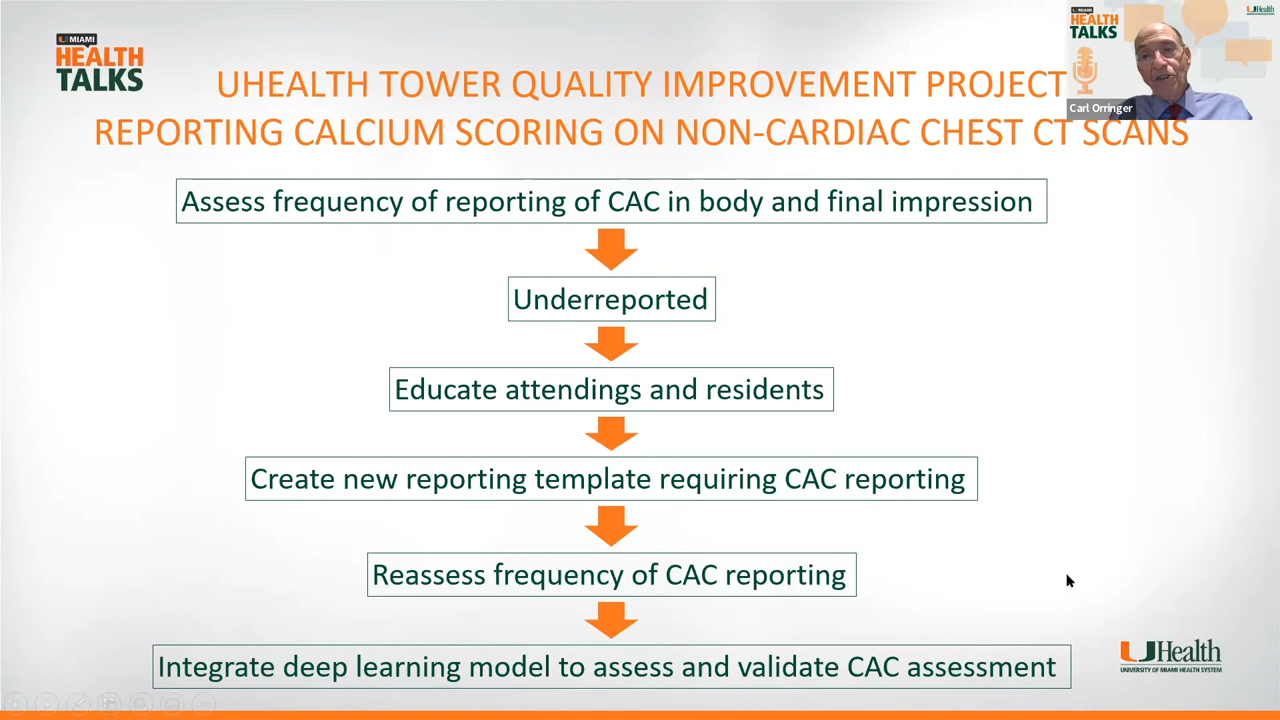 U MIAMI
HEALTH
TALKS
UHEALTH TOWER QUALITY IMPROVEMENT PROJECT
REPORTING CALCIUM SCORING ON NON-CARDIAC CHEST CT SCANS
U MIAMI
HEALTH
TALKS
UHealth
Carl Orringer
Assess frequency of reporting of CAC in body and final impression
Underreported
Educate attendings and residents
Create new reporting template requiring CAC reporting
Reassess frequency of CAC reporting
Integrate deep learning model to assess and validate CAC assessment
UHealth
UNIVERSITY OF MIAMI HEALTH SYSTEM